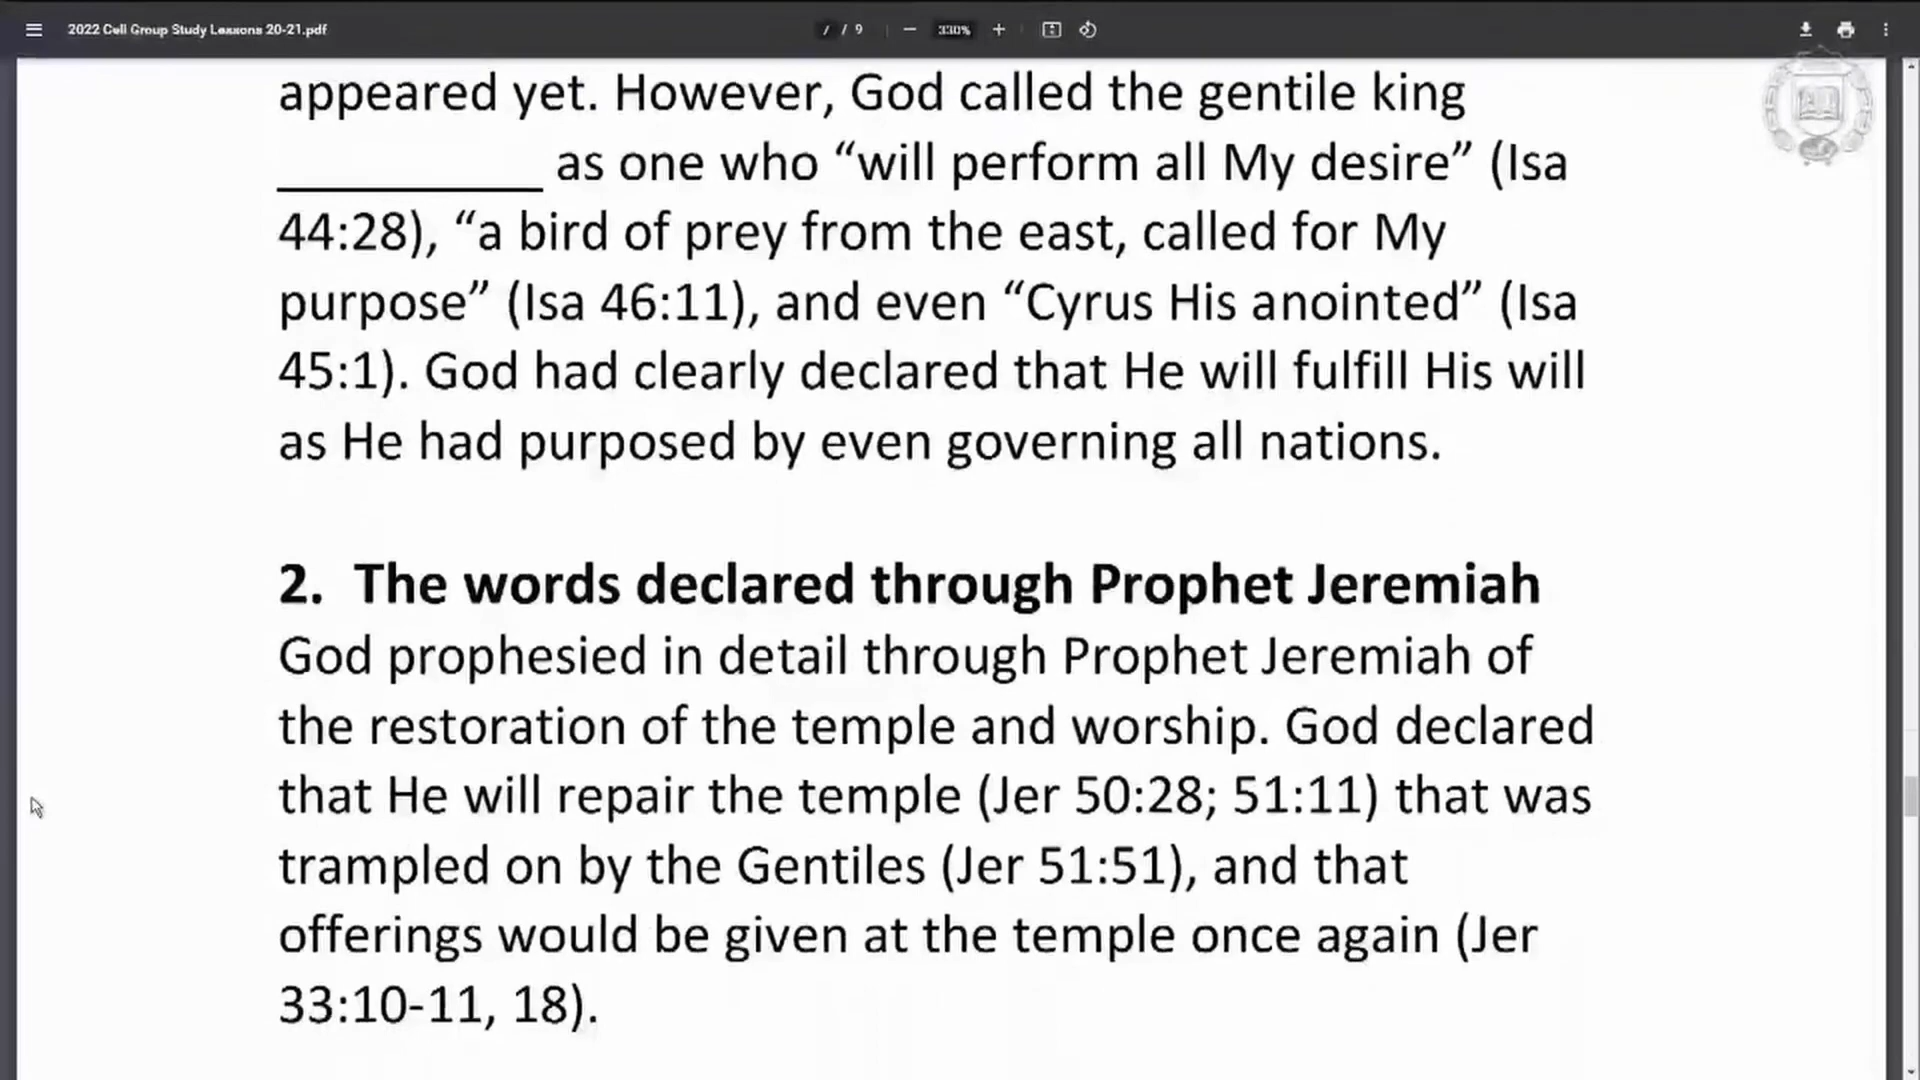 2022 Cell Group Study Lessons 20-21.pdf
7 / 9
330%
appeared yet. However, God called the gentile king
__________ as one who “will perform all My desire” (Isa
44:28), “a bird of prey from the east, called for My
purpose” (Isa 46:11), and even “Cyrus His anointed” (Isa
45:1). God had clearly declared that He will fulfill His will
as He had purposed by even governing all nations.
2. The words declared through Prophet Jeremiah
God prophesied in detail through Prophet Jeremiah of
the restoration of the temple and worship. God declared
that He will repair the temple (Jer 50:28; 51:11) that was
trampled on by the Gentiles (Jer 51:51), and that
offerings would be given at the temple once again (Jer
33:10-11, 18).